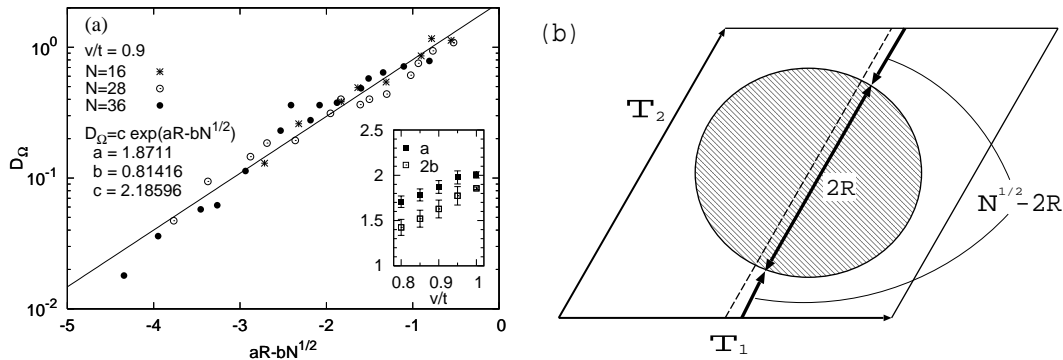 (a)
v/t = 0.9
N=16
N=28
N=36
D_Ω=c exp(aR-bN^{1/2})
a = 1.8711
b = 0.81416
c = 2.18596
D_Ω
10^0
10^{-1}
10^{-2}
-5 -4 -3 -2 -1 0
aR-bN^{1/2}
2.5
2
1.5
1
a
2b
0.8 0.9 1
v/t
(b)
T_2
2R
N^{1/2}-2R
T_1